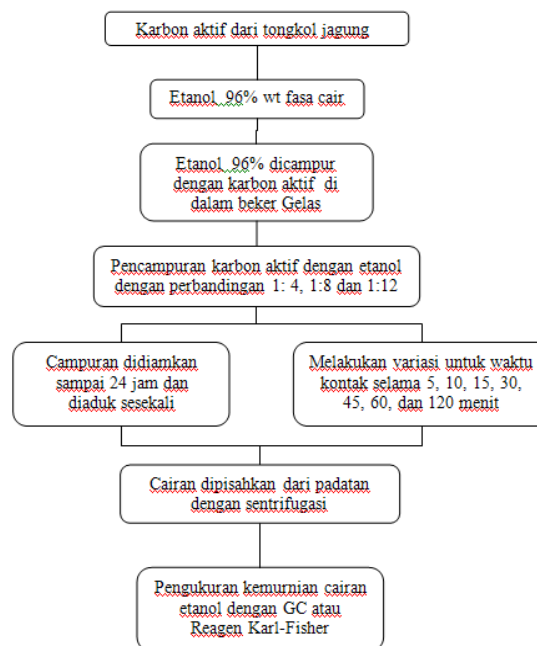 Karbon aktif dari tongkol jagung
Etanol 96% wt fasa cair
Etanol 96% dicampur
dengan karbon aktif di
dalam beker Gelas
Pencampuran karbon aktif dengan etanol
dengan perbandingan 1: 4, 1:8 dan 1:12
Campuran didiamkan
sampai 24 jam dan
diaduk sesekali
Melakukan variasi untuk waktu
kontak selama 5, 10, 15, 30,
45, 60, dan 120 menit
Cairan dipisahkan dari padatan
dengan sentrifugasi
Pengukuran kemurnian cairan
etanol dengan GC atau
Reagen Karl-Fisher